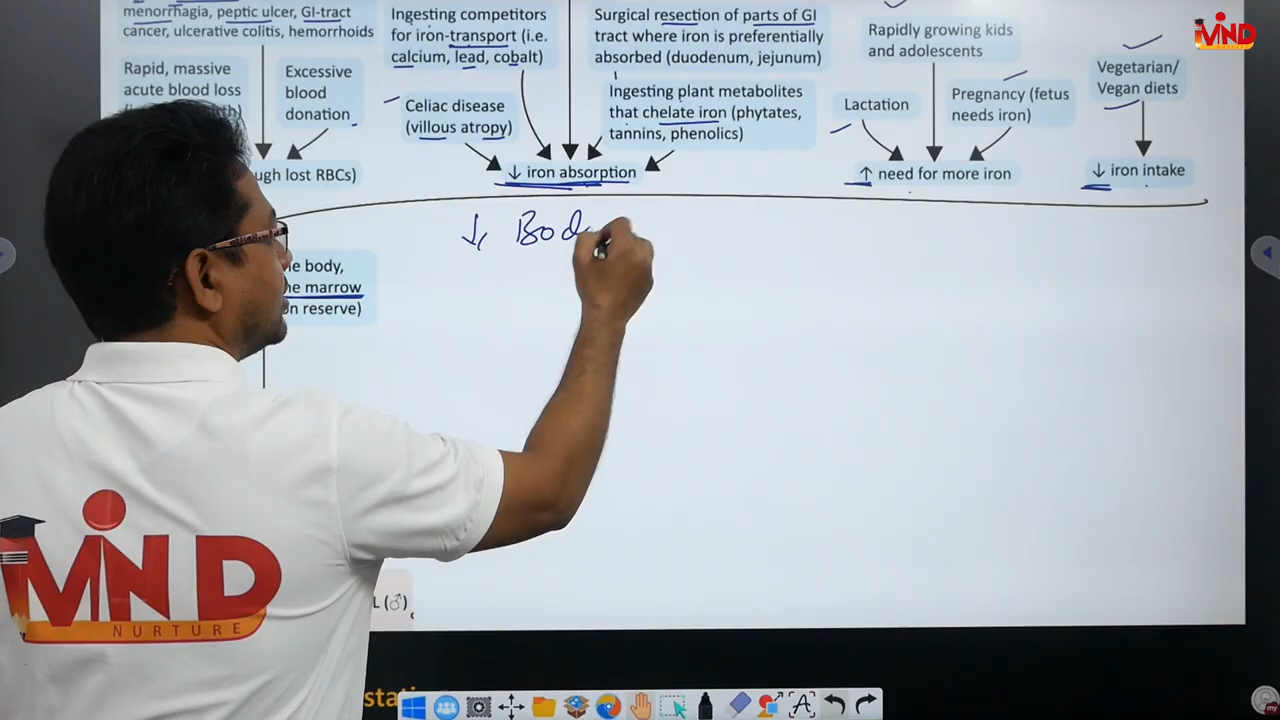 menorrhagia, peptic ulcer, GI-tract
cancer, ulcerative colitis, hemorrhoids
Rapid, massive
acute blood loss
Excessive
blood
donation
lost RBCs)
Ingesting competitors
for iron-transport (i.e.
calcium, lead, cobalt)
Celiac disease
(villous atropy)
Surgical resection of parts of GI
tract where iron is preferentially
absorbed (duodenum, jejunum)
Ingesting plant metabolites
that chelate iron (phytates,
tannins, phenolics)
↓ iron absorption
Rapidly growing kids
and adolescents
Lactation
Pregnancy (fetus
needs iron)
↑ need for more iron
Vegetarian/
Vegan diets
↓ iron intake
↓ Bod
body,
marrow
reserve)
L (♂)
MIND
MIND
NURTURE